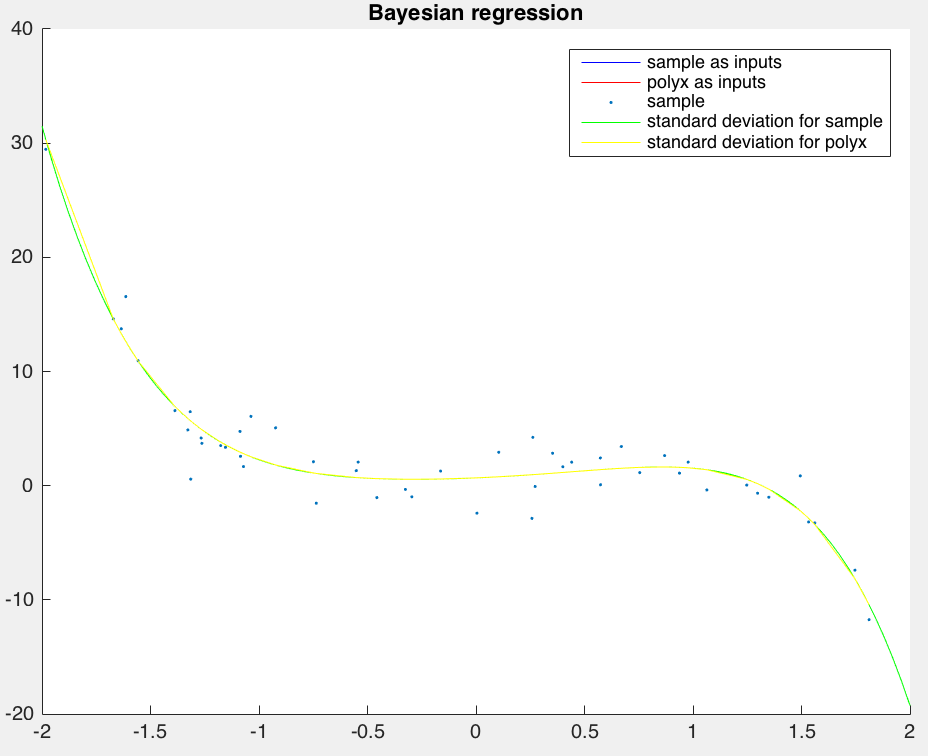 Bayesian regression
40
30
20
10
0
-10
-20
sample as inputs
polyx as inputs
sample
standard deviation for sample
standard deviation for polyx
-2 -1.5 -1 -0.5 0 0.5 1 1.5 2